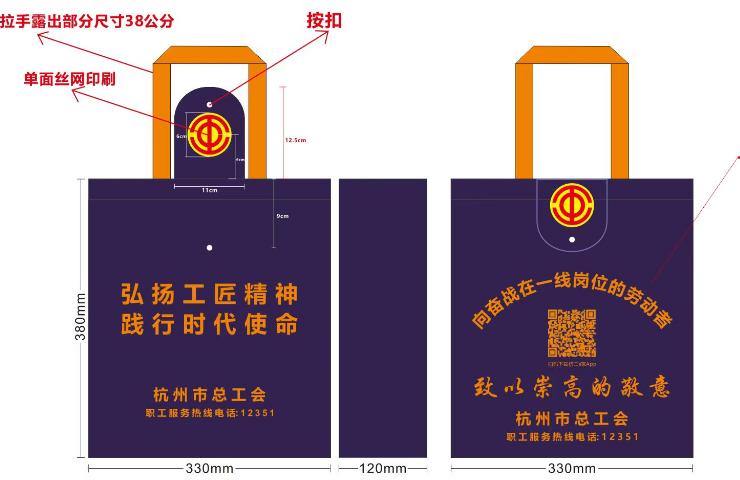 拉手露出部分尺寸38公分
按扣
单面丝网印刷
6cm
12.5cm
11cm
9cm
380mm
弘扬工匠精神
践行时代使命
杭州市总工会
职工服务热线电话:12351
330mm
120mm
向奋战在一线岗位的劳动者
致以崇高的敬意
杭州市总工会
职工服务热线电话:12351
330mm